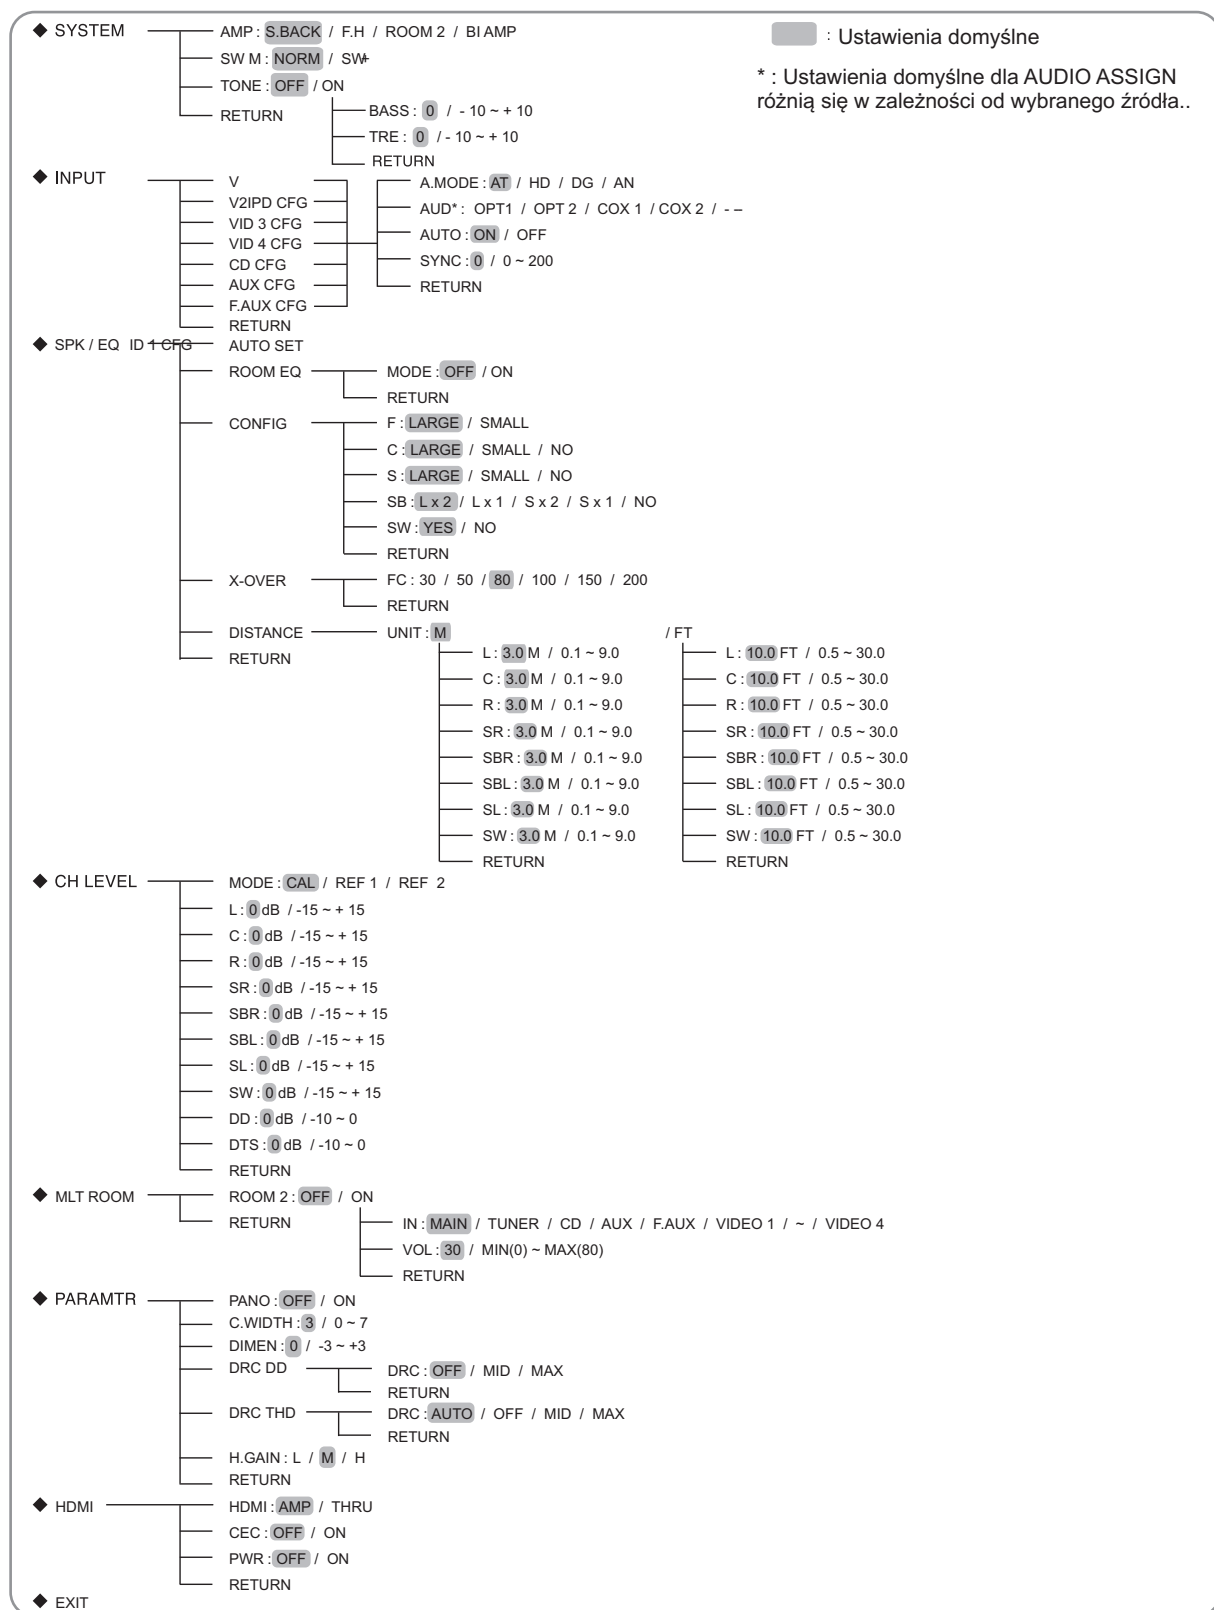 ◆ SYSTEM AMP : S.BACK / F.H / ROOM 2 / BI AMP
: Ustawienia domyślne
SW M : NORM / SW+
* : Ustawienia domyślne dla AUDIO ASSIGN
różnią się w zależności od wybranego źródła..
TONE : OFF / ON
RETURN
BASS : 0 / - 10 ~ + 10
TRE : 0 / - 10 ~ + 10
RETURN
◆ INPUT
V
V2IPD CFG
VID 3 CFG
VID 4 CFG
CD CFG
AUX CFG
F.AUX CFG
RETURN
A.MODE : AT / HD / DG / AN
AUD* : OPT1 / OPT 2 / COX 1 / COX 2 / - –
AUTO : ON / OFF
SYNC : 0 / 0 ~ 200
RETURN
◆ SPK / EQ ID 1 CFG AUTO SET
ROOM EQ MODE : OFF / ON
RETURN
CONFIG F : LARGE / SMALL
C : LARGE / SMALL / NO
S : LARGE / SMALL / NO
SB : L x 2 / L x 1 / S x 2 / S x 1 / NO
SW : YES / NO
RETURN
X-OVER FC : 30 / 50 / 80 / 100 / 150 / 200
RETURN
DISTANCE UNIT : M / FT
RETURN
L : 3.0 M / 0.1 ~ 9.0 L : 10.0 FT / 0.5 ~ 30.0
C : 3.0 M / 0.1 ~ 9.0 C : 10.0 FT / 0.5 ~ 30.0
R : 3.0 M / 0.1 ~ 9.0 R : 10.0 FT / 0.5 ~ 30.0
SR : 3.0 M / 0.1 ~ 9.0 SR : 10.0 FT / 0.5 ~ 30.0
SBR : 3.0 M / 0.1 ~ 9.0 SBR : 10.0 FT / 0.5 ~ 30.0
SBL : 3.0 M / 0.1 ~ 9.0 SBL : 10.0 FT / 0.5 ~ 30.0
SL : 3.0 M / 0.1 ~ 9.0 SL : 10.0 FT / 0.5 ~ 30.0
SW : 3.0 M / 0.1 ~ 9.0 SW : 10.0 FT / 0.5 ~ 30.0
RETURN RETURN
◆ CH LEVEL MODE : CAL / REF 1 / REF 2
L : 0 dB / -15 ~ + 15
C : 0 dB / -15 ~ + 15
R : 0 dB / -15 ~ + 15
SR : 0 dB / -15 ~ + 15
SBR : 0 dB / -15 ~ + 15
SBL : 0 dB / -15 ~ + 15
SL : 0 dB / -15 ~ + 15
SW : 0 dB / -15 ~ + 15
DD : 0 dB / -10 ~ 0
DTS : 0 dB / -10 ~ 0
RETURN
◆ MLT ROOM ROOM 2 : OFF / ON
RETURN
IN : MAIN / TUNER / CD / AUX / F.AUX / VIDEO 1 / ~ / VIDEO 4
VOL : 30 / MIN(0) ~ MAX(80)
RETURN
◆ PARAMTR PANO : OFF / ON
C.WIDTH : 3 / 0 ~ 7
DIMEN : 0 / -3 ~ +3
DRC DD DRC : OFF / MID / MAX
RETURN
DRC THD DRC : AUTO / OFF / MID / MAX
RETURN
H.GAIN : L / M / H
RETURN
◆ HDMI HDMI : AMP / THRU
CEC : OFF / ON
PWR : OFF / ON
RETURN
◆ EXIT